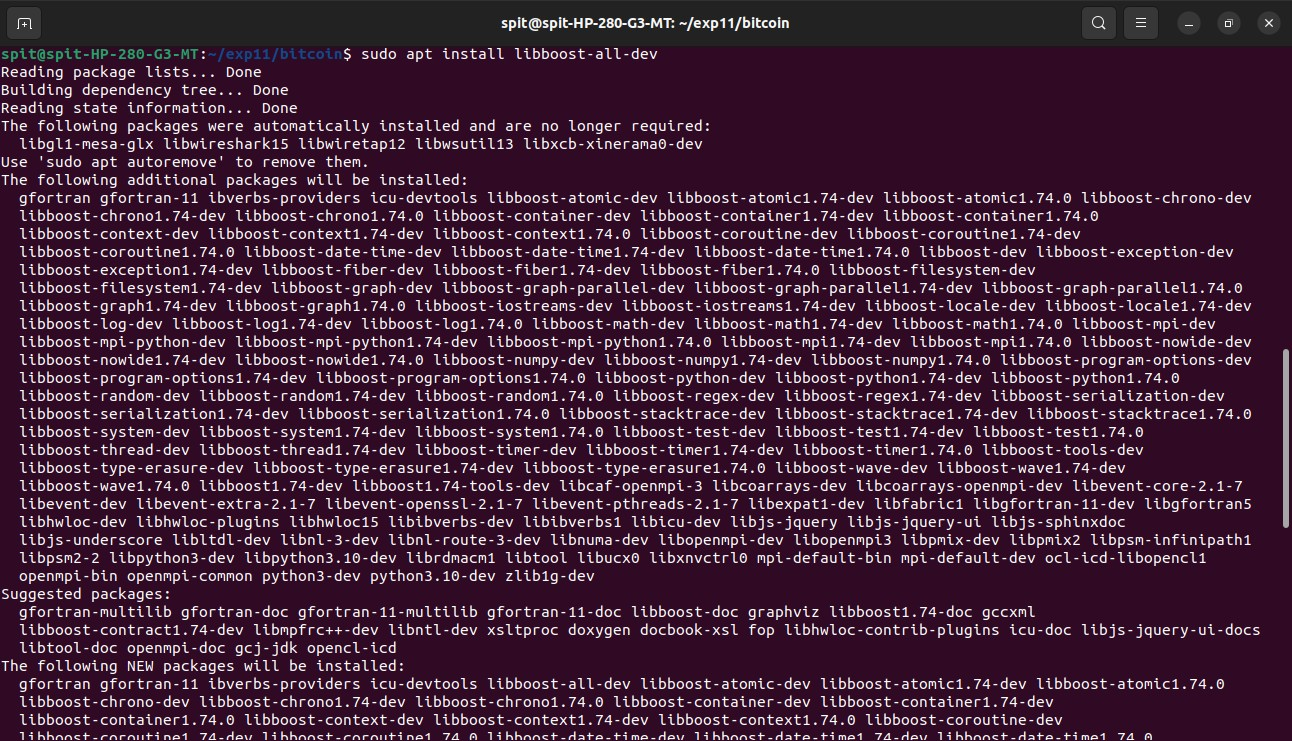 spit@spit-HP-280-G3-MT: ~/exp11/bitcoin
spit@spit-HP-280-G3-MT:~/exp11/bitcoin$ sudo apt install libboost-all-dev
Reading package lists... Done
Building dependency tree... Done
Reading state information... Done
The following packages were automatically installed and are no longer required:
  libgl1-mesa-glx libwireshark15 libwiretap12 libwsutil13 libxcb-xinerama0-dev
Use 'sudo apt autoremove' to remove them.
The following additional packages will be installed:
  gfortran gfortran-11 ibverbs-providers icu-devtools libboost-atomic-dev libboost-atomic1.74-dev libboost-atomic1.74.0 libboost-chrono-dev
  libboost-chrono1.74-dev libboost-chrono1.74.0 libboost-container-dev libboost-container1.74-dev libboost-container1.74.0
  libboost-context-dev libboost-context1.74-dev libboost-context1.74.0 libboost-coroutine-dev libboost-coroutine1.74-dev
  libboost-coroutine1.74.0 libboost-date-time-dev libboost-date-time1.74-dev libboost-date-time1.74.0 libboost-dev libboost-exception-dev
  libboost-exception1.74-dev libboost-fiber-dev libboost-fiber1.74-dev libboost-fiber1.74.0 libboost-filesystem-dev
  libboost-filesystem1.74-dev libboost-graph-dev libboost-graph-parallel-dev libboost-graph-parallel1.74-dev libboost-graph-parallel1.74.0
  libboost-graph1.74-dev libboost-graph1.74.0 libboost-iostreams-dev libboost-iostreams1.74-dev libboost-locale-dev libboost-locale1.74-dev
  libboost-log-dev libboost-log1.74-dev libboost-log1.74.0 libboost-math-dev libboost-math1.74-dev libboost-math1.74.0 libboost-mpi-dev
  libboost-mpi-python-dev libboost-mpi-python1.74-dev libboost-mpi-python1.74.0 libboost-mpi1.74-dev libboost-mpi1.74.0 libboost-nowide-dev
  libboost-nowide1.74-dev libboost-nowide1.74.0 libboost-numpy-dev libboost-numpy1.74-dev libboost-numpy1.74.0 libboost-program-options-dev
  libboost-program-options1.74-dev libboost-program-options1.74.0 libboost-python-dev libboost-python1.74-dev libboost-python1.74.0
  libboost-random-dev libboost-random1.74-dev libboost-random1.74.0 libboost-regex-dev libboost-regex1.74-dev libboost-serialization-dev
  libboost-serialization1.74-dev libboost-serialization1.74.0 libboost-stacktrace-dev libboost-stacktrace1.74-dev libboost-stacktrace1.74.0
  libboost-system-dev libboost-system1.74-dev libboost-system1.74.0 libboost-test-dev libboost-test1.74-dev libboost-test1.74.0
  libboost-thread-dev libboost-thread1.74-dev libboost-timer-dev libboost-timer1.74-dev libboost-timer1.74.0 libboost-tools-dev
  libboost-type-erasure-dev libboost-type-erasure1.74-dev libboost-type-erasure1.74.0 libboost-wave-dev libboost-wave1.74-dev
  libboost-wave1.74.0 libboost1.74-dev libboost1.74-tools-dev libcaf-openmpi-3 libcoarrays-dev libcoarrays-openmpi-dev libevent-core-2.1-7
  libevent-dev libevent-extra-2.1-7 libevent-openssl-2.1-7 libevent-pthreads-2.1-7 libexpat1-dev libfabric1 libgfortran-11-dev libgfortran5
  libhwloc-dev libhwloc-plugins libhwloc15 libibverbs-dev libibverbs1 libicu-dev libjs-jquery libjs-jquery-ui libjs-sphinxdoc
  libjs-underscore libltdl-dev libnl-3-dev libnl-route-3-dev libnuma-dev libopenmpi-dev libopenmpi3 libpmix-dev libpmix2 libpsm-infinipath1
  libpsm2-2 libpython3-dev libpython3.10-dev librdmacm1 libtool libucx0 libxnvctrl0 mpi-default-bin mpi-default-dev ocl-icd-libopencl1
  openmpi-bin openmpi-common python3-dev python3.10-dev zlib1g-dev
Suggested packages:
  gfortran-multilib gfortran-doc gfortran-11-multilib gfortran-11-doc libboost-doc graphviz libboost1.74-doc gccxml
  libboost-contract1.74-dev libmpfrc++-dev libntl-dev xsltproc doxygen docbook-xsl fop libhwloc-contrib-plugins icu-doc libjs-jquery-ui-docs
  libtool-doc openmpi-doc gcj-jdk opencl-icd
The following NEW packages will be installed:
  gfortran gfortran-11 ibverbs-providers icu-devtools libboost-all-dev libboost-atomic-dev libboost-atomic1.74-dev libboost-atomic1.74.0
  libboost-chrono-dev libboost-chrono1.74-dev libboost-chrono1.74.0 libboost-container-dev libboost-container1.74-dev
  libboost-container1.74.0 libboost-context-dev libboost-context1.74-dev libboost-context1.74.0 libboost-coroutine-dev
  libboost-coroutine1.74-dev libboost-coroutine1.74.0 libboost-date-time-dev libboost-date-time1.74-dev libboost-date-time1.74.0